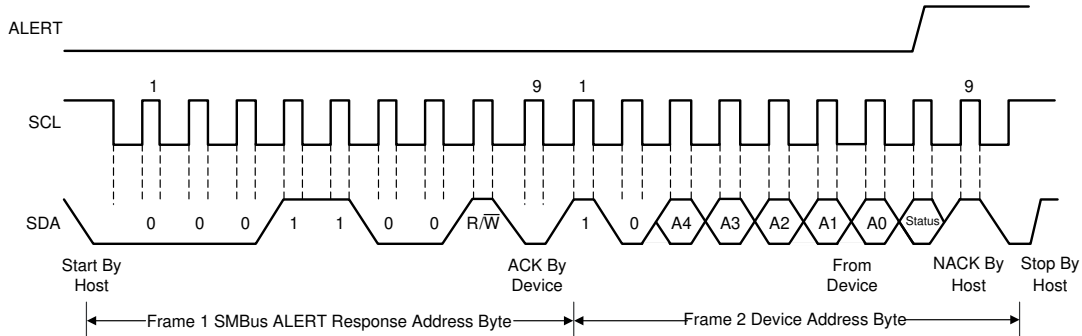 ALERT
1 9 1 9
SCL
SDA 0 0 0 1 1 0 0 R/W̅ 1 0 A4 A3 A2 A1 A0 Status
Start By
Host
ACK By
Device
From
Device
NACK By
Host
Stop By
Host
Frame 1 SMBus ALERT Response Address Byte
Frame 2 Device Address Byte